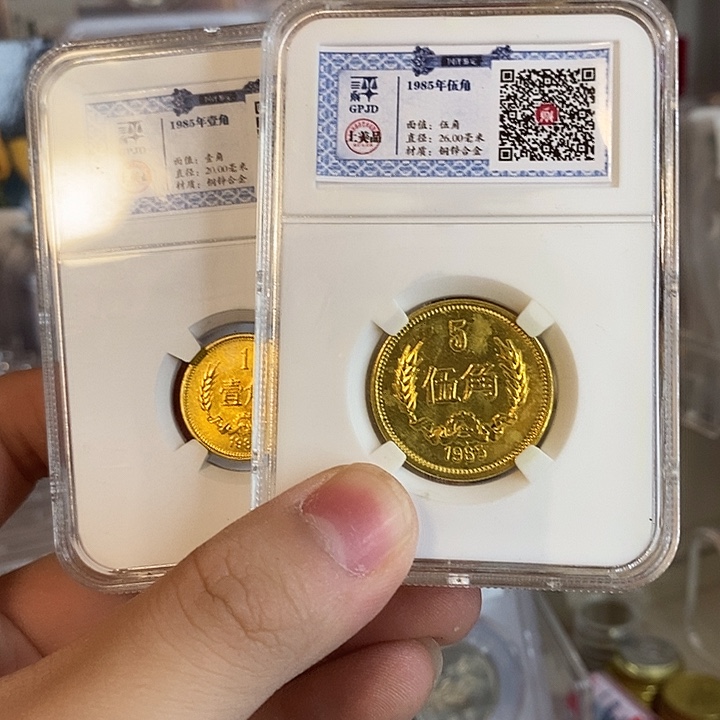 1985年壹角
面值：壹角
直径：20.00毫米
材质：铜锌合金
1
壹
GPJD
上美品
1985年伍角
面值：伍角
直径：26.00毫米
材质：铜锌合金
5
伍角
1985